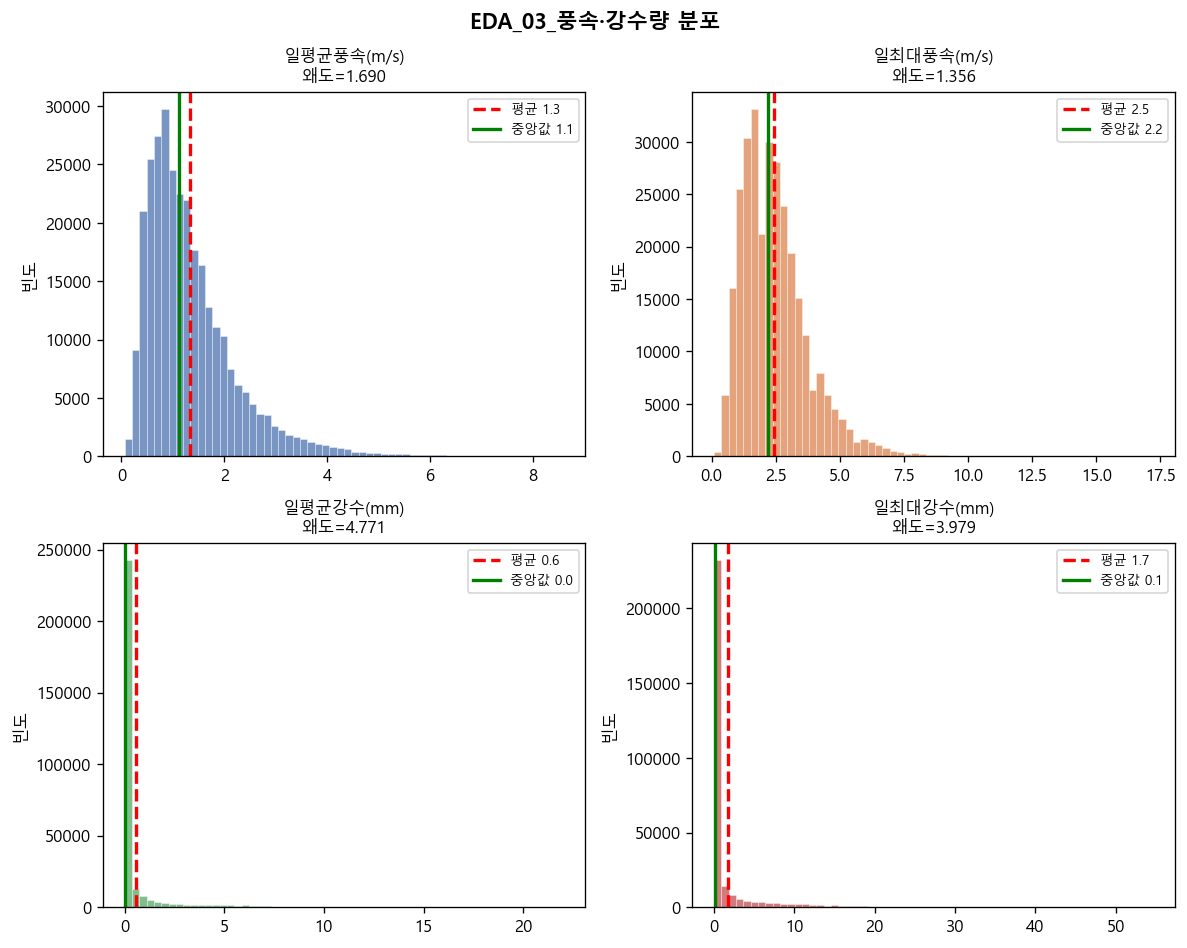 EDA_03_풍속·강수량 분포
일평균풍속(m/s)
왜도=1.690
평균 1.3
중앙값 1.1
빈도
30000
25000
20000
15000
10000
5000
0
0 2 4 6 8
일최대풍속(m/s)
왜도=1.356
평균 2.5
중앙값 2.2
빈도
30000
25000
20000
15000
10000
5000
0
0.0 2.5 5.0 7.5 10.0 12.5 15.0 17.5
일평균강수(mm)
왜도=4.771
평균 0.6
중앙값 0.0
빈도
250000
200000
150000
100000
50000
0
0 5 10 15 20
일최대강수(mm)
왜도=3.979
평균 1.7
중앙값 0.1
빈도
200000
150000
100000
50000
0
0 10 20 30 40 50